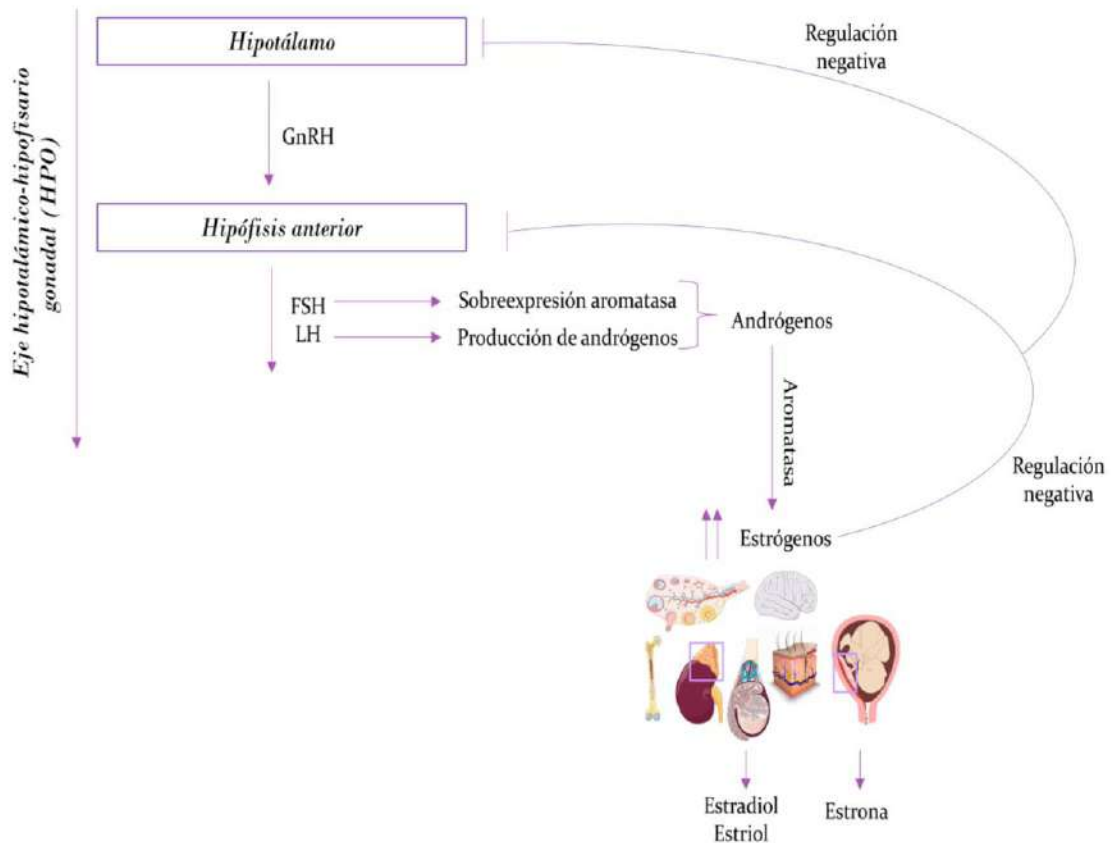 Eje hipotalámico-hipofisario
gonadal (HPO)
Hipotálamo
Regulación
negativa
GnRH
Hipófisis anterior
FSH
Sobreexpresión aromatasa
LH
Producción de andrógenos
Andrógenos
Aromatasa
Regulación
negativa
Estrógenos
Estradiol
Estriol
Estrona